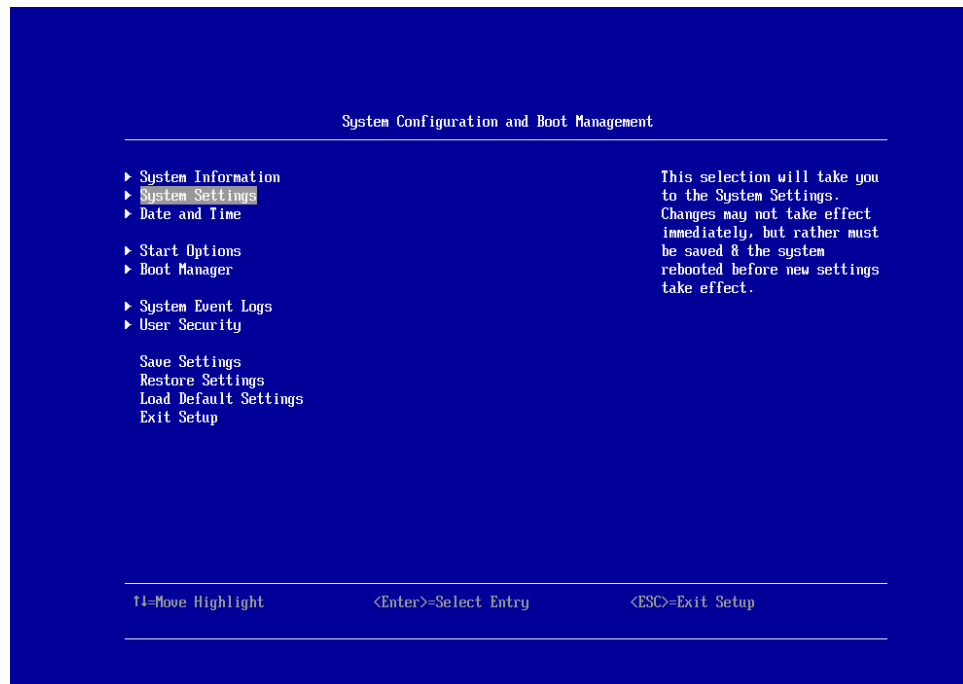 System Configuration and Boot Management
▶ System Information
▶ System Settings
▶ Date and Time
▶ Start Options
▶ Boot Manager
▶ System Event Logs
▶ User Security
Save Settings
Restore Settings
Load Default Settings
Exit Setup
This selection will take you
to the System Settings.
Changes may not take effect
immediately, but rather must
be saved & the system
rebooted before new settings
take effect.
↑↓=Move Highlight <Enter>=Select Entry <ESC>=Exit Setup